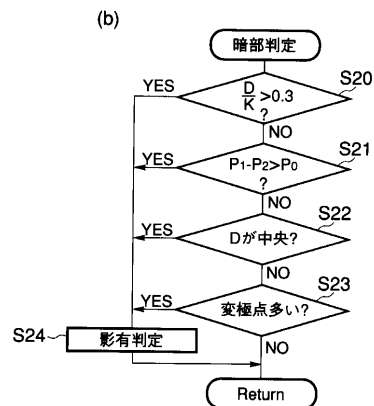 (b)
暗部判定
S20
YES
D/K>0.3
?
NO
S21
YES
P₁-P₂>P₀
?
NO
S22
YES
Dが中央?
NO
S23
YES
変極点多い?
NO
S24
影有判定
Return